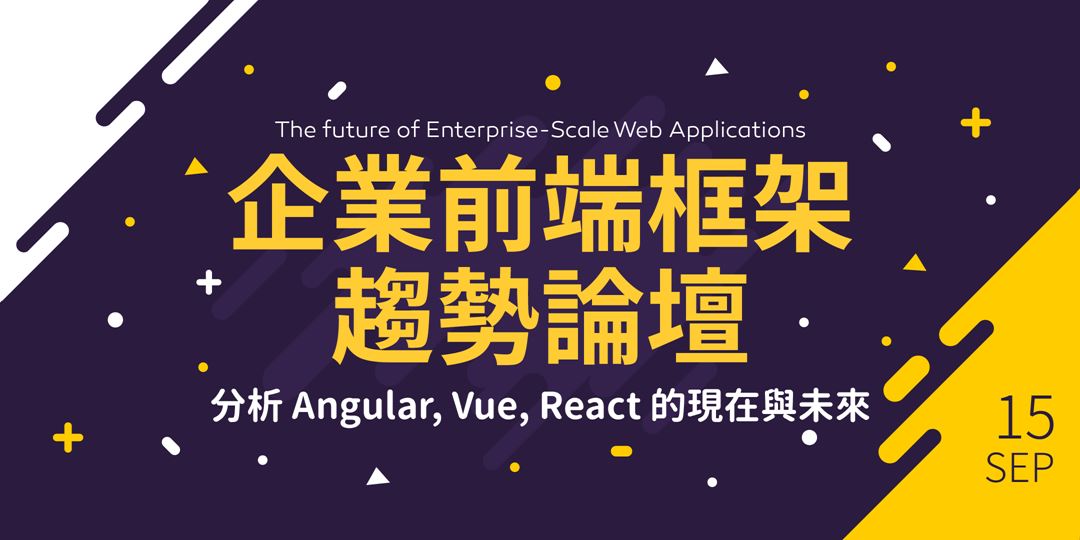 The future of Enterprise-Scale Web Applications
企業前端框架
趨勢論壇
分析 Angular, Vue, React 的現在與未來
15
SEP